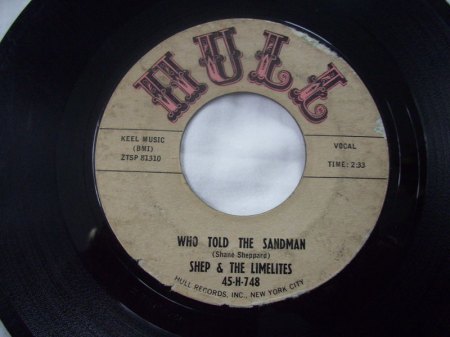 HULL
KEEL MUSIC
(BMI)
ZTSP 81310
VOCAL
TIME: 2:33
WHO TOLD THE SANDMAN
(Shane Sheppard)
SHEP & THE LIMELITES
45-H-748
HULL RECORDS, INC., NEW YORK CITY